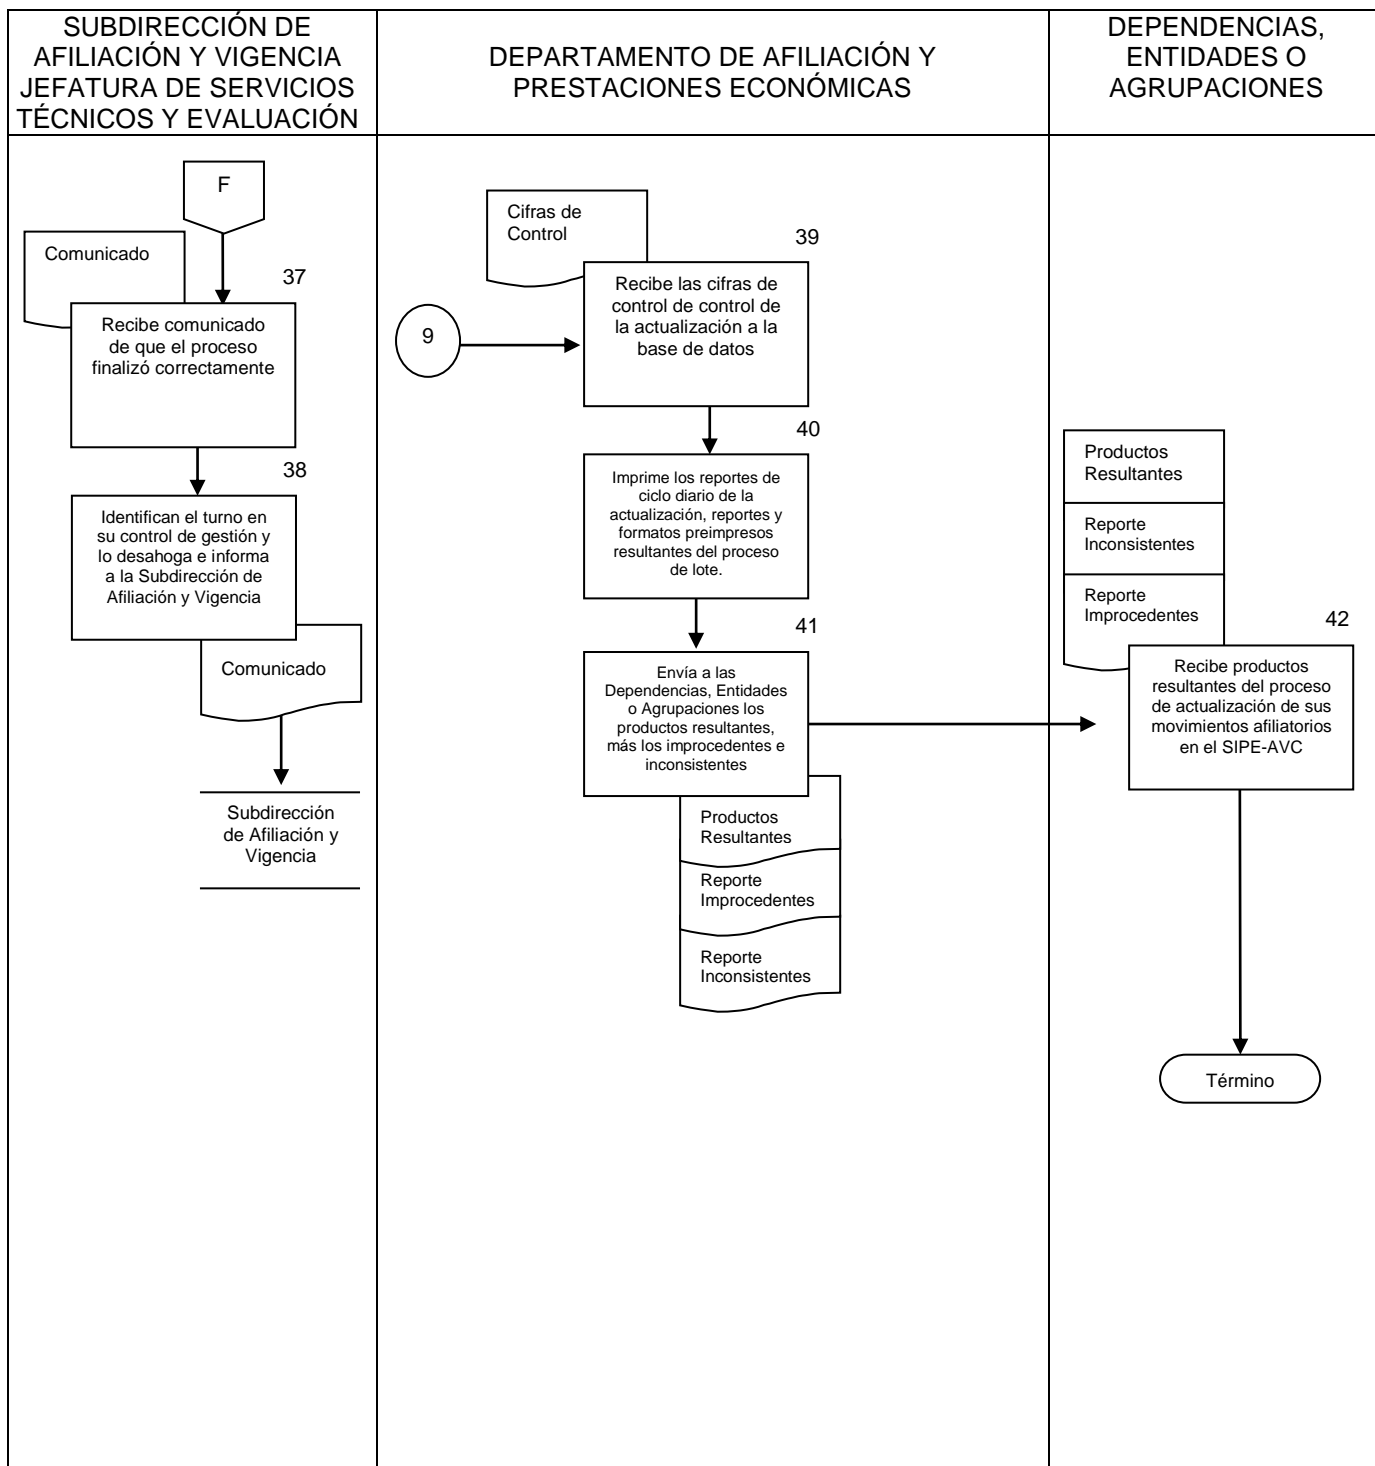 SUBDIRECCIÓN DE
AFILIACIÓN Y VIGENCIA
JEFATURA DE SERVICIOS
TÉCNICOS Y EVALUACIÓN
DEPARTAMENTO DE AFILIACIÓN Y
PRESTACIONES ECONÓMICAS
DEPENDENCIAS,
ENTIDADES O
AGRUPACIONES
F
Comunicado
37
Recibe comunicado
de que el proceso
finalizó correctamente
38
Identifican el turno en
su control de gestión y
lo desahoga e informa
a la Subdirección de
Afiliación y Vigencia
Comunicado
Subdirección
de Afiliación y
Vigencia
Cifras de
Control
39
9
Recibe las cifras de
control de control de
la actualización a la
base de datos
40
Imprime los reportes de
ciclo diario de la
actualización, reportes y
formatos preimpresos
resultantes del proceso
de lote.
41
Envía a las
Dependencias, Entidades
o Agrupaciones los
productos resultantes,
más los improcedentes e
inconsistentes
Productos
Resultantes
Reporte
Improcedentes
Reporte
Inconsistentes
Productos
Resultantes
Reporte
Inconsistentes
Reporte
Improcedentes
42
Recibe productos
resultantes del proceso
de actualización de sus
movimientos afiliatorios
en el SIPE-AVC
Término